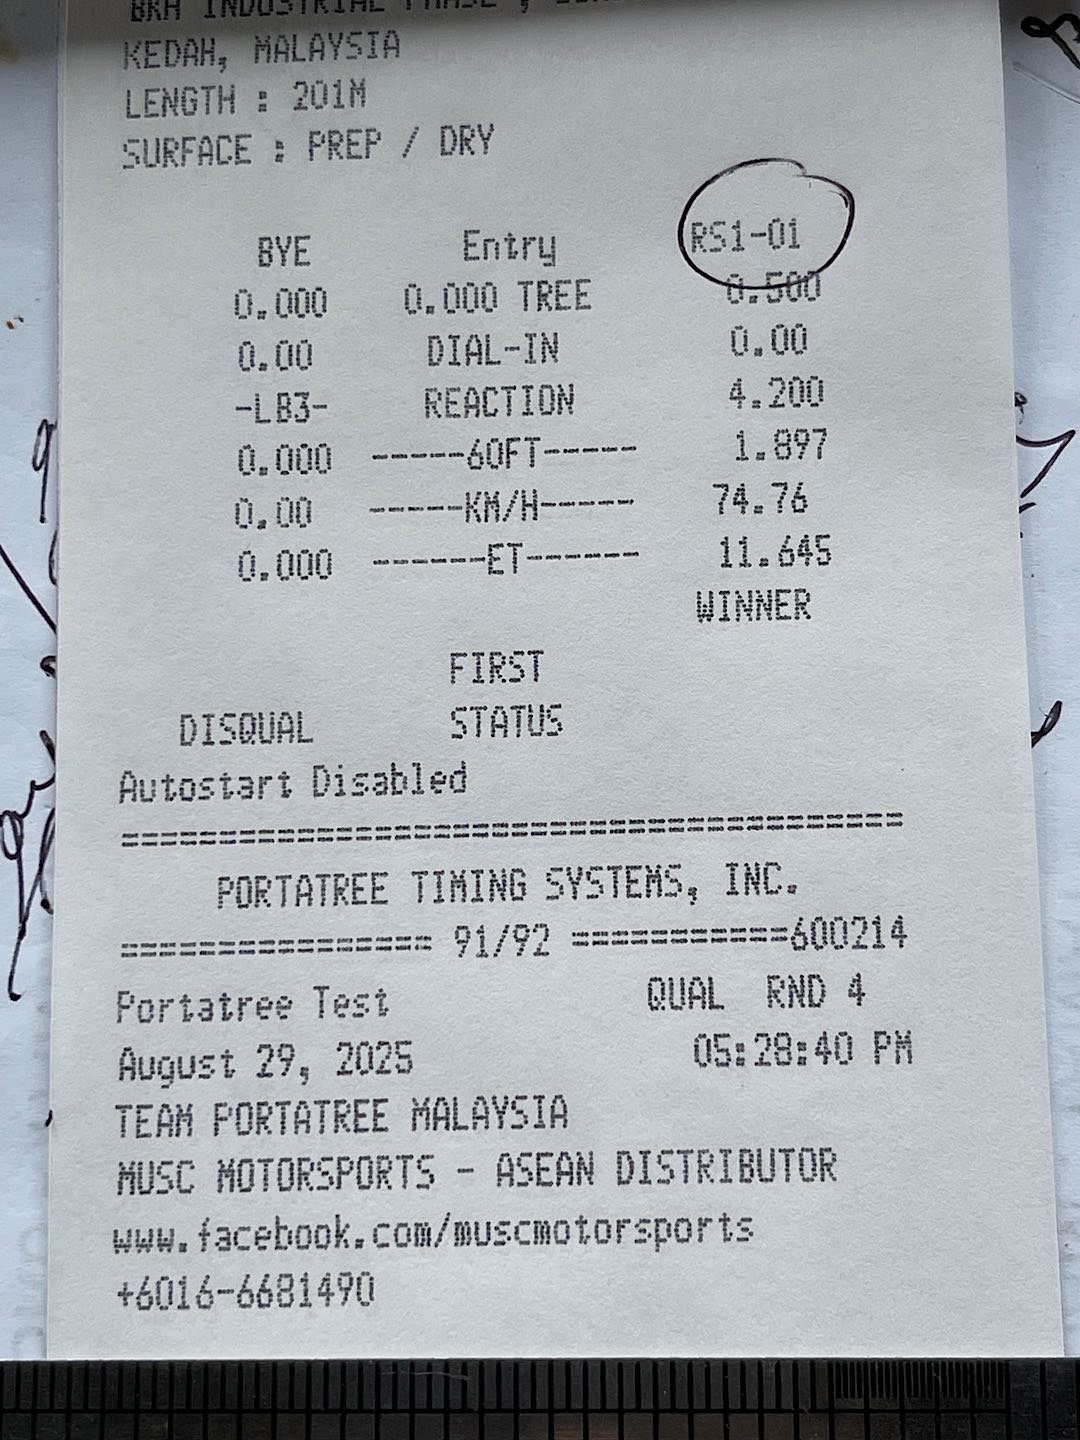 BRH INDUSTRIAL PHASE
KEDAH, MALAYSIA
LENGTH : 201M
SURFACE : PREP / DRY
BYE Entry RS1-01
0.000 0.000 TREE 0.500
0.00 DIAL-IN 0.00
-LB3- REACTION 4.200
0.000 -----60FT----- 1.897
0.00 -----KM/H----- 74.76
0.000 ------ET------ 11.645
WINNER
FIRST
DISQUAL STATUS
Autostart Disabled
========================================
PORTATREE TIMING SYSTEMS, INC.
================ 91/92 ===========600214
Portatree Test QUAL RND 4
August 29, 2025 05:28:40 PM
TEAM PORTATREE MALAYSIA
MUSC MOTORSPORTS - ASEAN DISTRIBUTOR
www.facebook.com/muscmotorsports
+6016-6681490